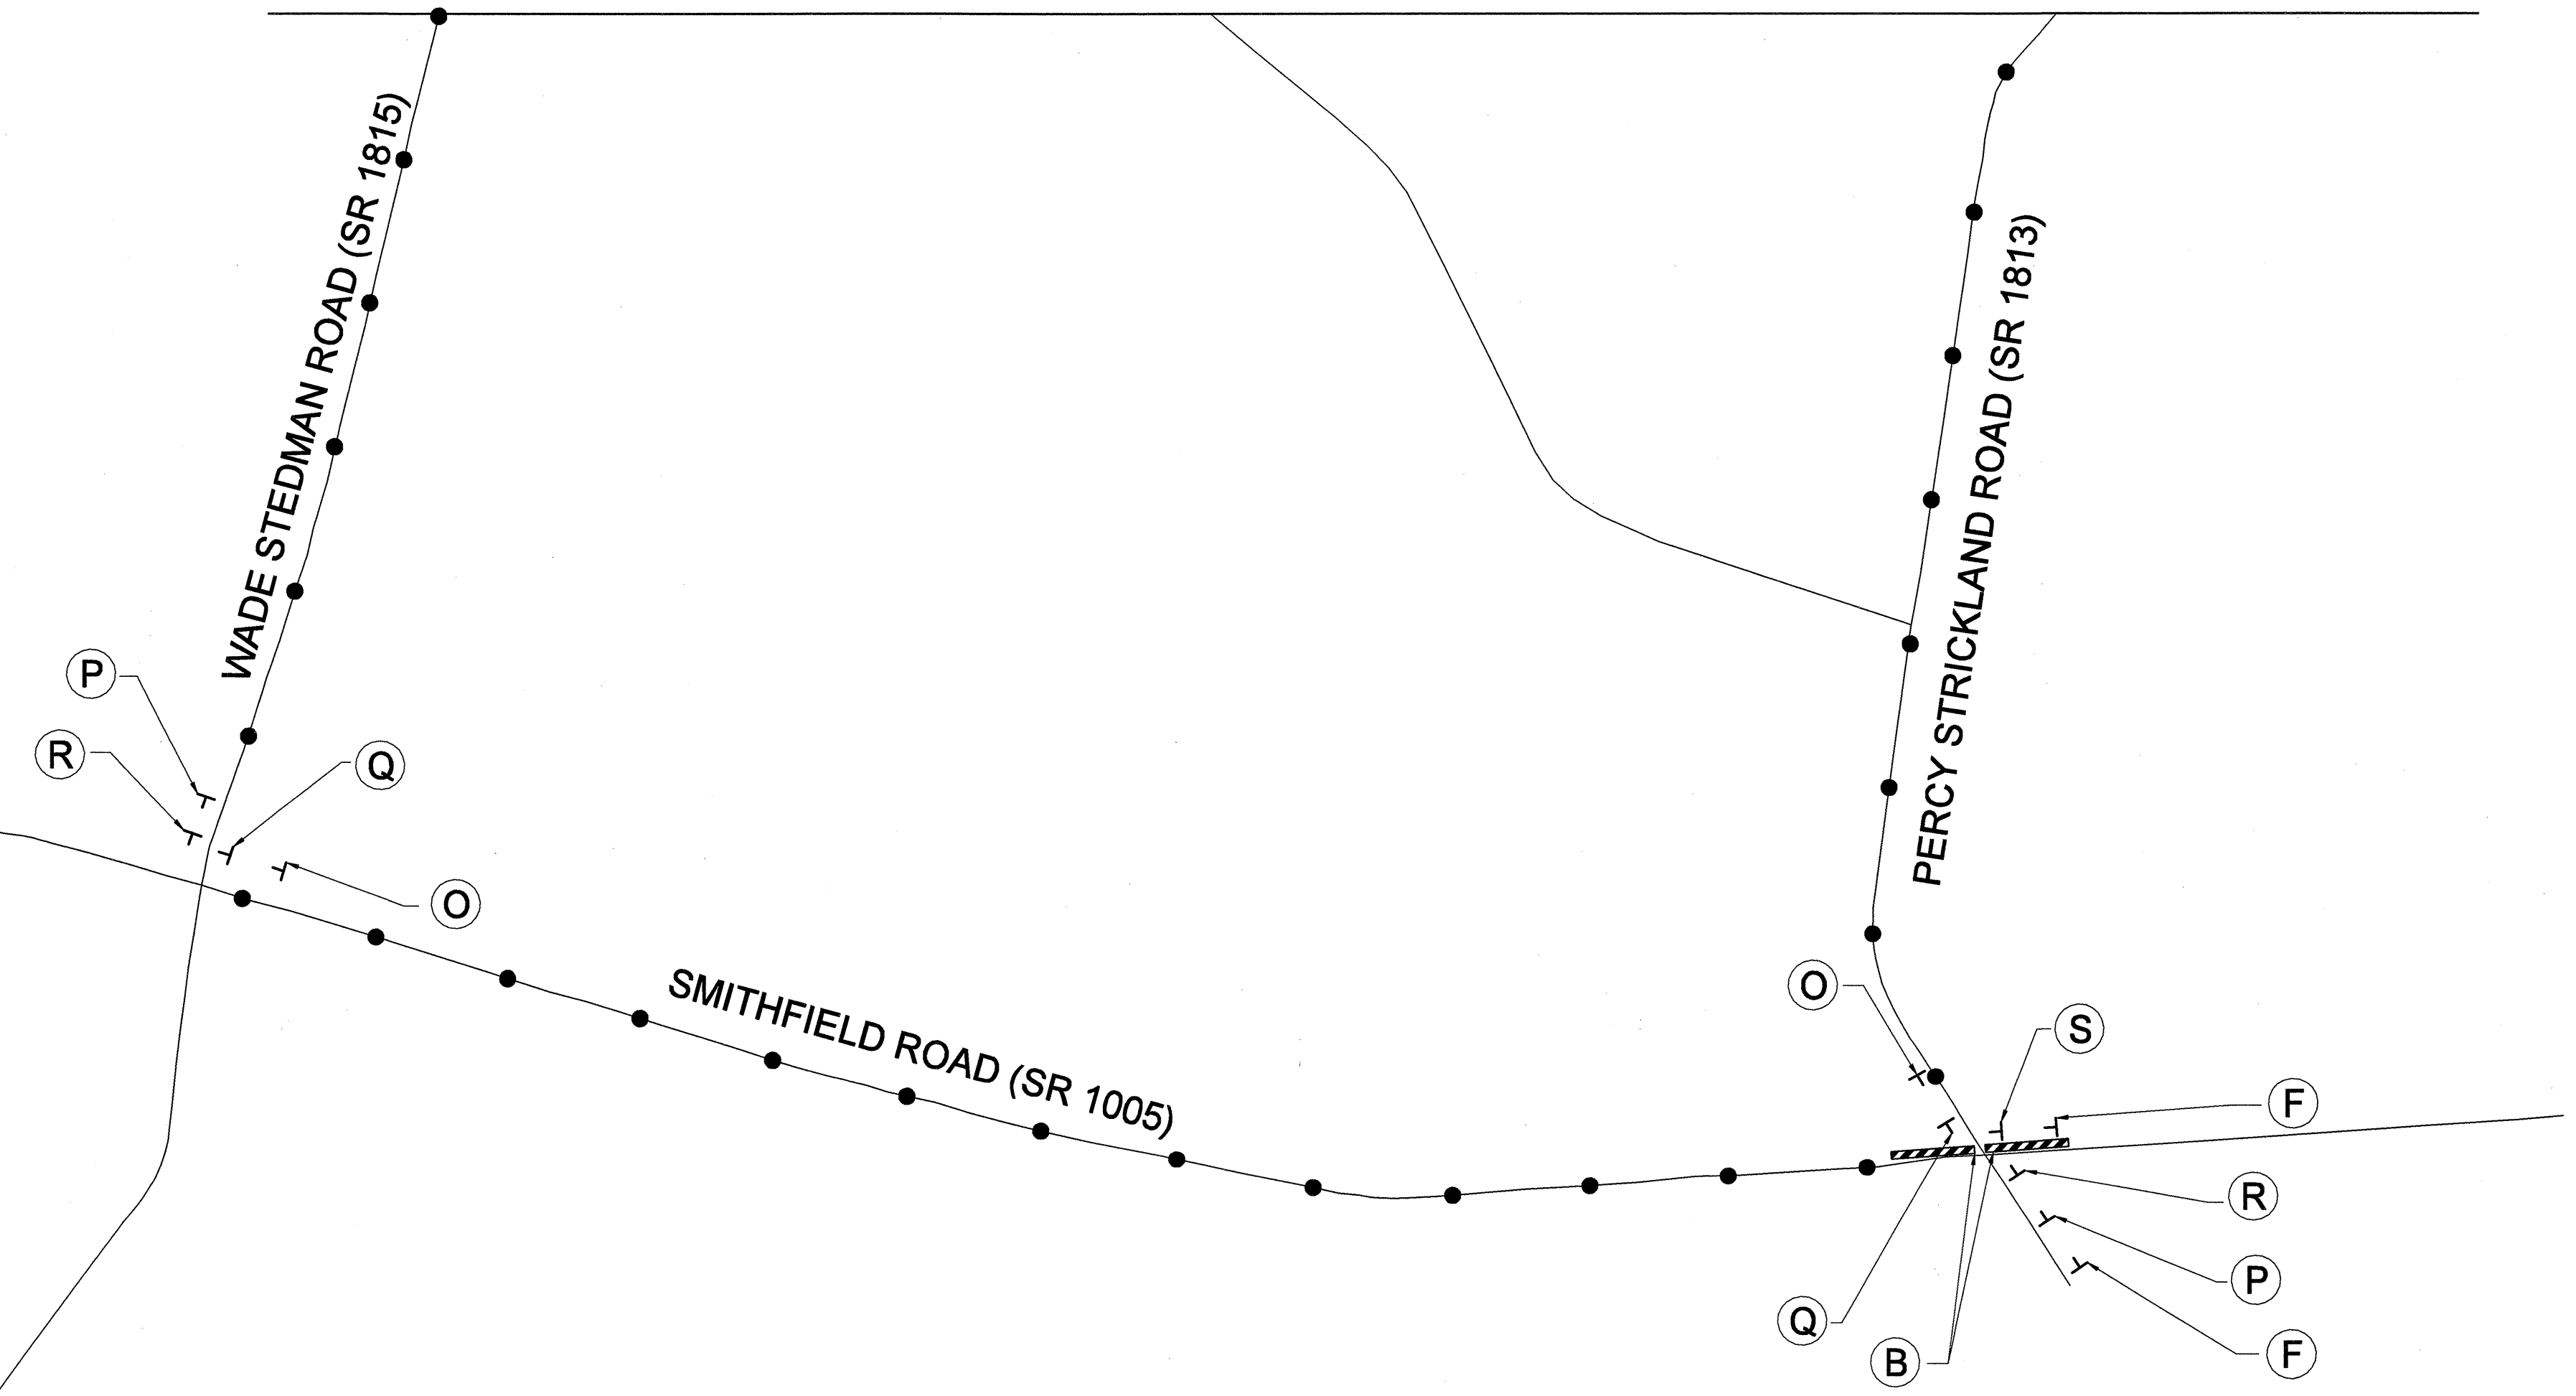 WADE STEDMAN ROAD (SR 1815)
PERCY STRICKLAND ROAD (SR 1813)
P
R
Q
O
SMITHFIELD ROAD (SR 1005)
O
S
F
R
P
Q
B
F